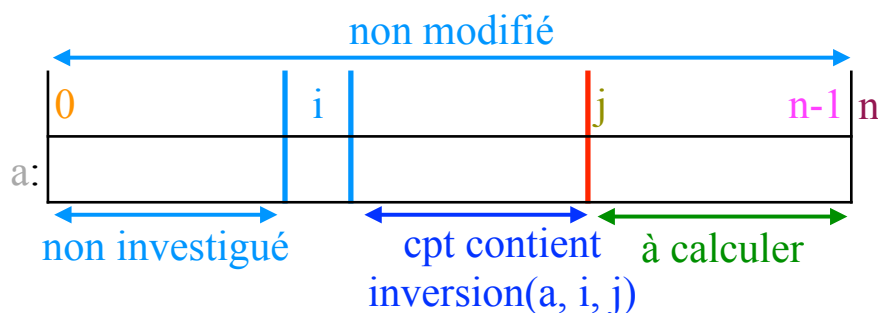 non modifié
0 i j n-1 n
a:
non investigué cpt contient à calculer
inversion(a, i, j)